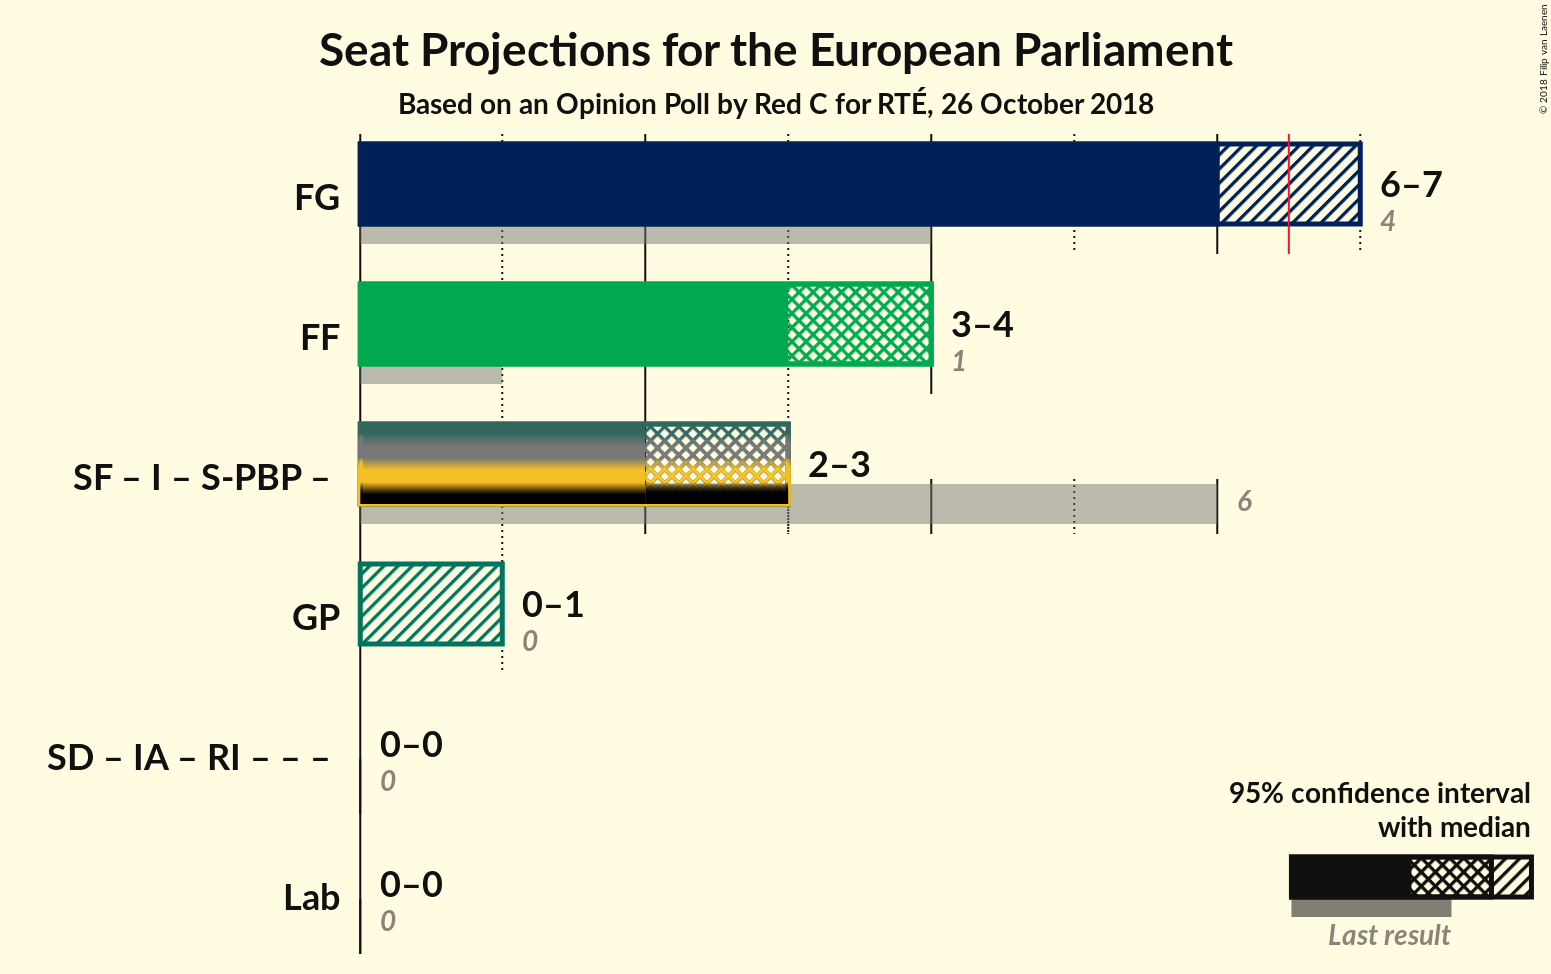 Seat Projections for the European Parliament
Based on an Opinion Poll by Red C for RTÉ, 26 October 2018
© 2018 Filip van Laenen
FG
6–7
4
FF
3–4
1
SF – I – S-PBP –
2–3
6
GP
0–1
0
SD – IA – RI – – –
0–0
0
Lab
0–0
0
95% confidence interval
with median
Last result